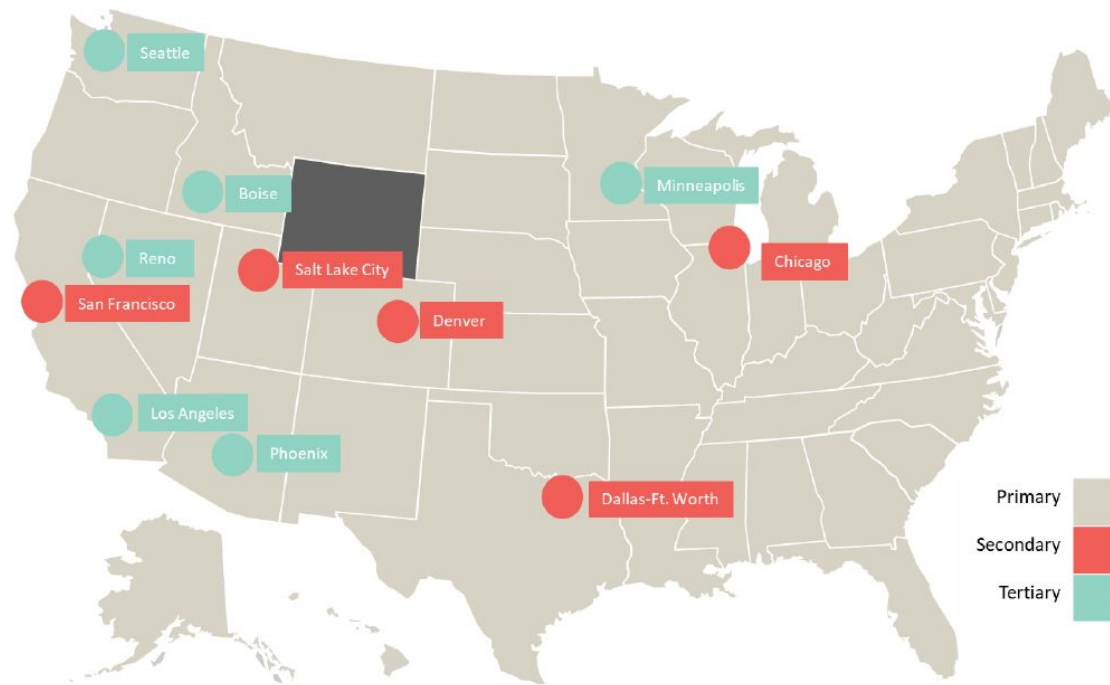 Seattle
Boise
Minneapolis
Reno
Salt Lake City
Chicago
San Francisco
Denver
Los Angeles
Phoenix
Dallas-Ft. Worth
Primary
Secondary
Tertiary